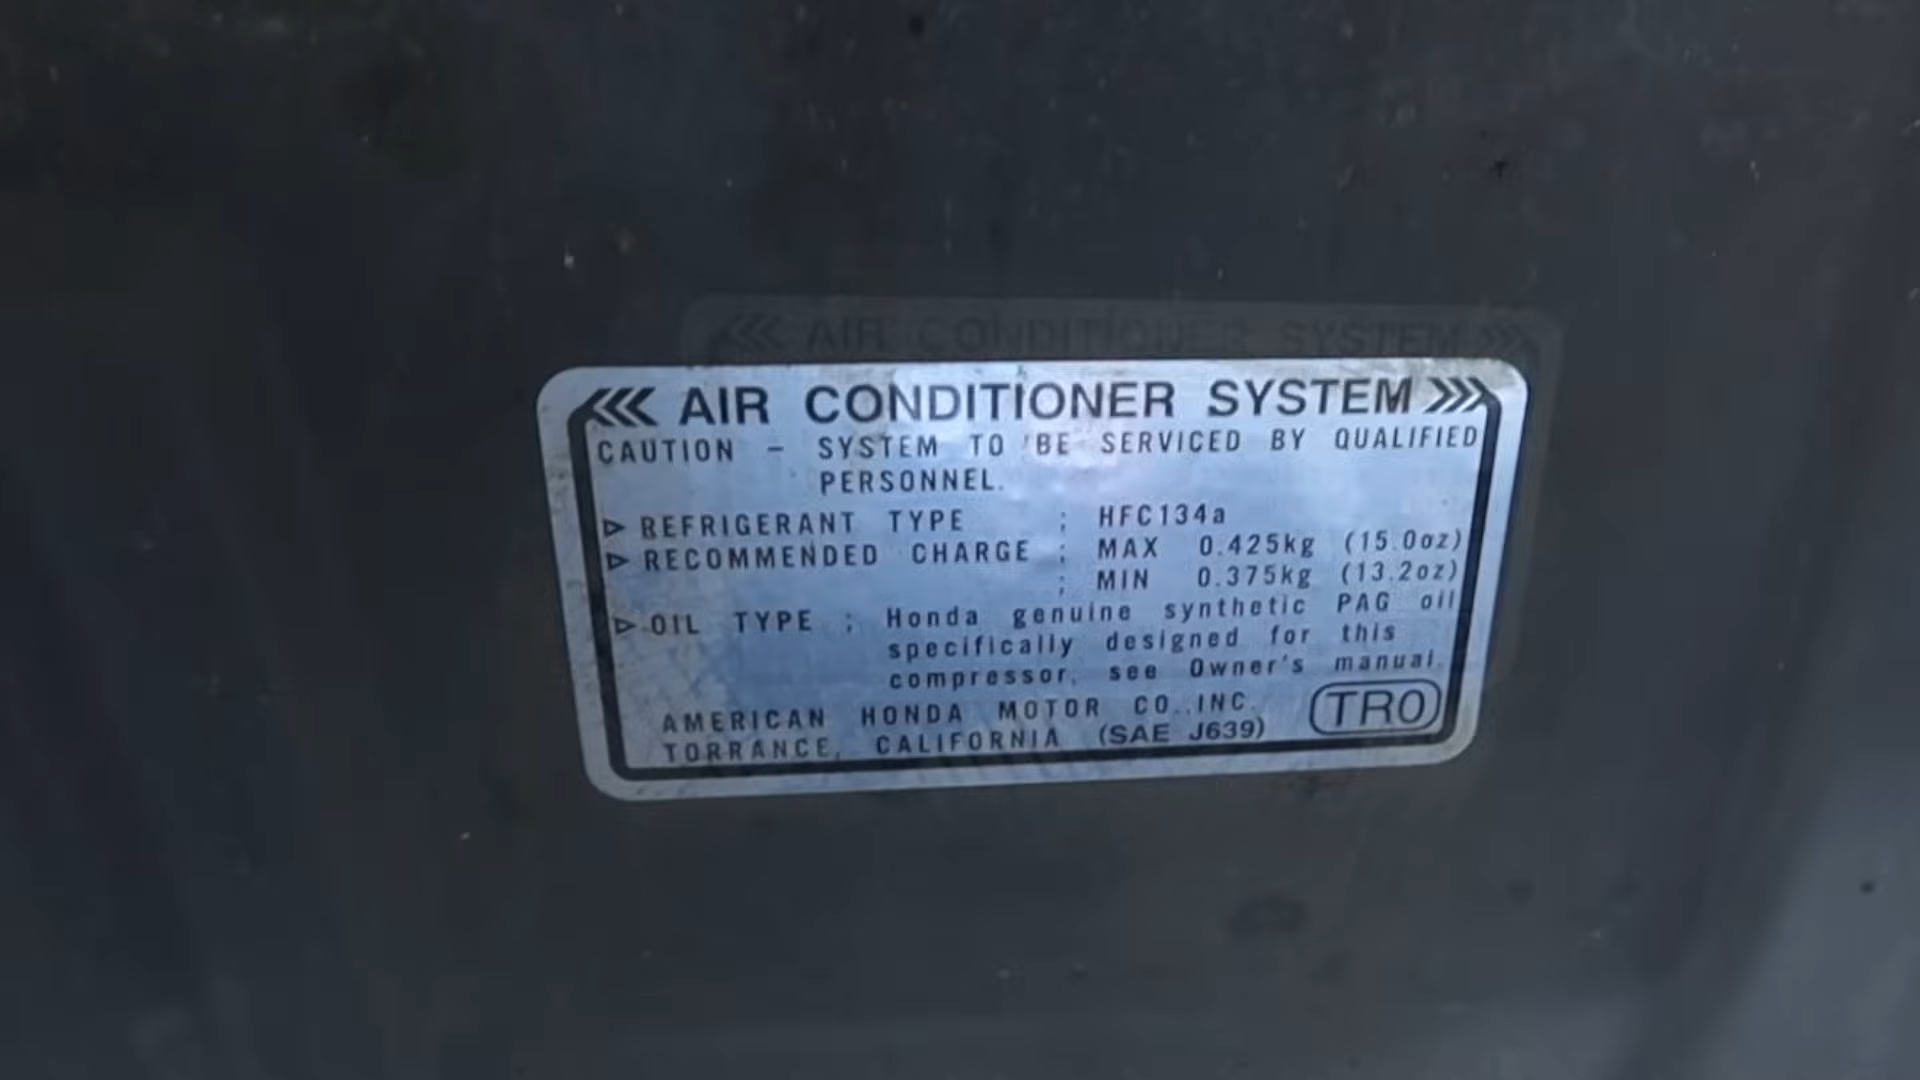 AIR CONDITIONER SYSTEM
CAUTION - SYSTEM TO BE SERVICED BY QUALIFIED
PERSONNEL.
REFRIGERANT TYPE ; HFC134a
RECOMMENDED CHARGE ; MAX 0.425kg (15.0oz)
; MIN 0.375kg (13.2oz)
OIL TYPE ; Honda genuine synthetic PAG oil
specifically designed for this
compressor, see Owner's manual.
AMERICAN HONDA MOTOR CO.,INC.
TORRANCE, CALIFORNIA (SAE J639)
TR0